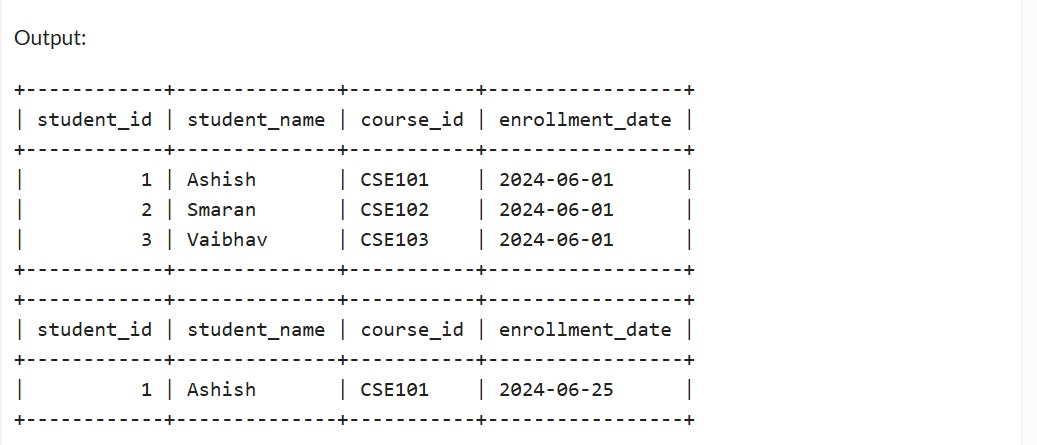 Output:
+------------+--------------+-----------+-----------------+
| student_id | student_name | course_id | enrollment_date |
+------------+--------------+-----------+-----------------+
|          1 | Ashish       | CSE101    | 2024-06-01      |
|          2 | Smaran       | CSE102    | 2024-06-01      |
|          3 | Vaibhav      | CSE103    | 2024-06-01      |
+------------+--------------+-----------+-----------------+
+------------+--------------+-----------+-----------------+
| student_id | student_name | course_id | enrollment_date |
+------------+--------------+-----------+-----------------+
|          1 | Ashish       | CSE101    | 2024-06-25      |
+------------+--------------+-----------+-----------------+